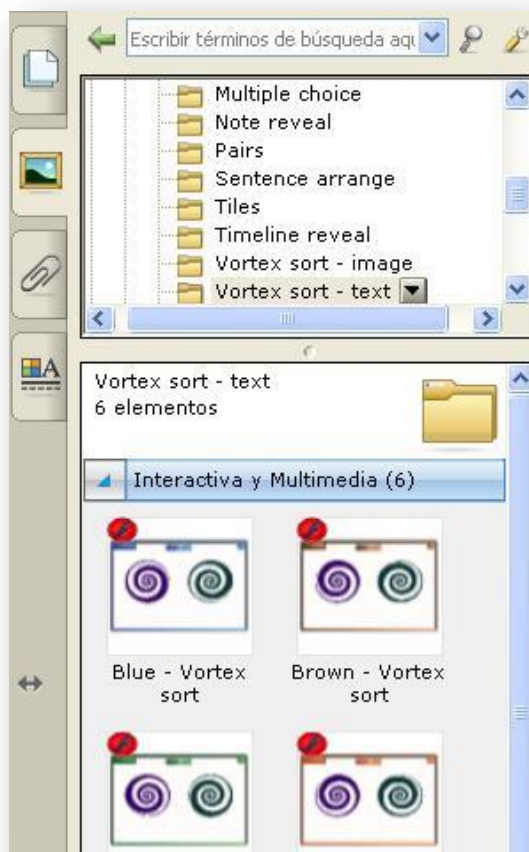 Escribir términos de búsqueda aqu
Multiple choice
Note reveal
Pairs
Sentence arrange
Tiles
Timeline reveal
Vortex sort - image
Vortex sort - text
A
Vortex sort - text
6 elementos
Interactiva y Multimedia (6)
Blue - Vortex
sort
Brown - Vortex
sort